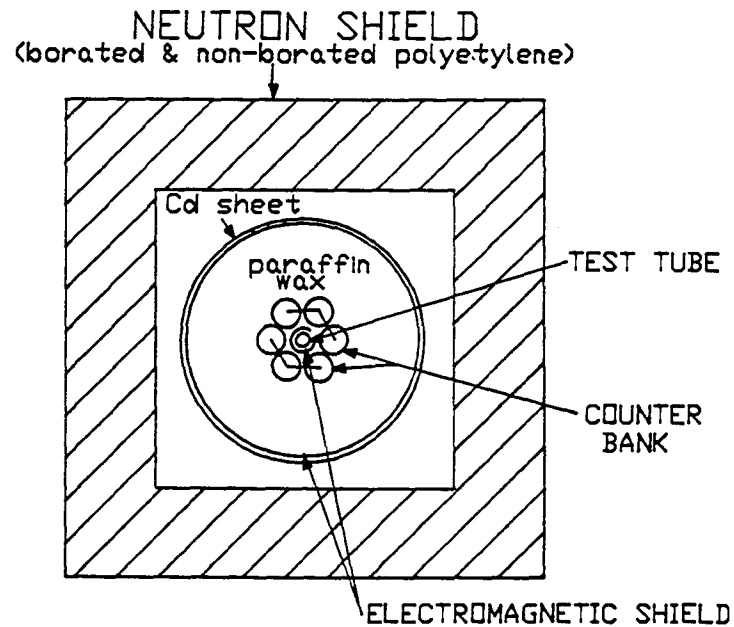 NEUTRON SHIELD
(borated & non-borated polyetylene)
Cd sheet
paraffin
wax
TEST TUBE
COUNTER
BANK
ELECTROMAGNETIC SHIELD